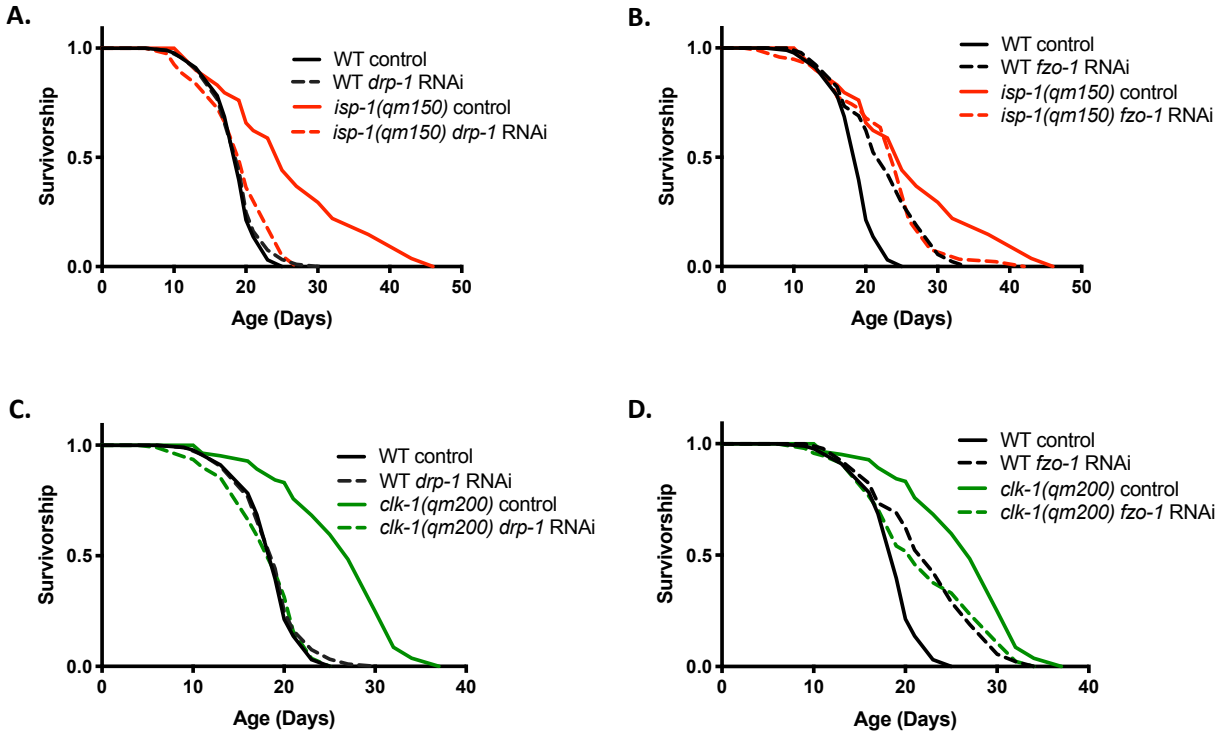 A.
Survivorship
1.0
0.5
0.0
0 10 20 30 40 50
Age (Days)
WT control
WT drp-1 RNAi
isp-1(qm150) control
isp-1(qm150) drp-1 RNAi
B.
Survivorship
1.0
0.5
0.0
0 10 20 30 40 50
Age (Days)
WT control
WT fzo-1 RNAi
isp-1(qm150) control
isp-1(qm150) fzo-1 RNAi
C.
Survivorship
1.0
0.5
0.0
0 10 20 30 40
Age (Days)
WT control
WT drp-1 RNAi
clk-1(qm200) control
clk-1(qm200) drp-1 RNAi
D.
Survivorship
1.0
0.5
0.0
0 10 20 30 40
Age (Days)
WT control
WT fzo-1 RNAi
clk-1(qm200) control
clk-1(qm200) fzo-1 RNAi